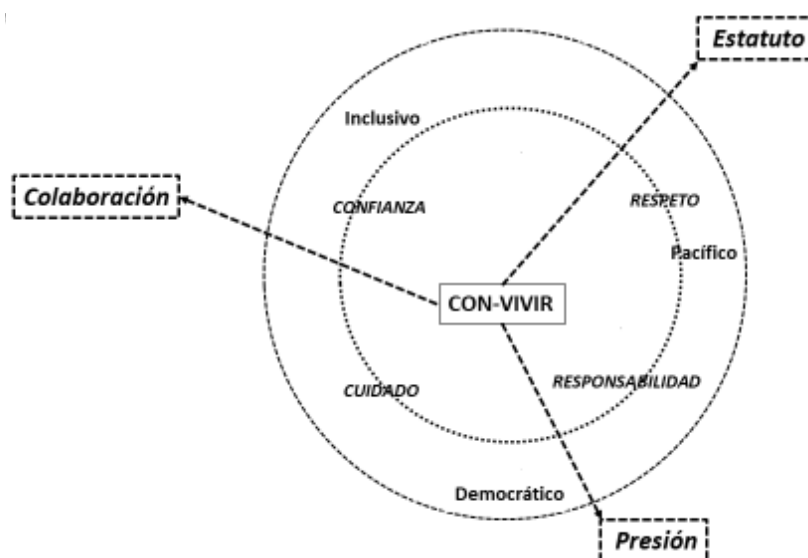 Estatuto
Inclusivo
Colaboración
CONFIANZA
RESPETO
Pacífico
CON-VIVIR
CUIDADO
RESPONSABILIDAD
Democrático
Presión